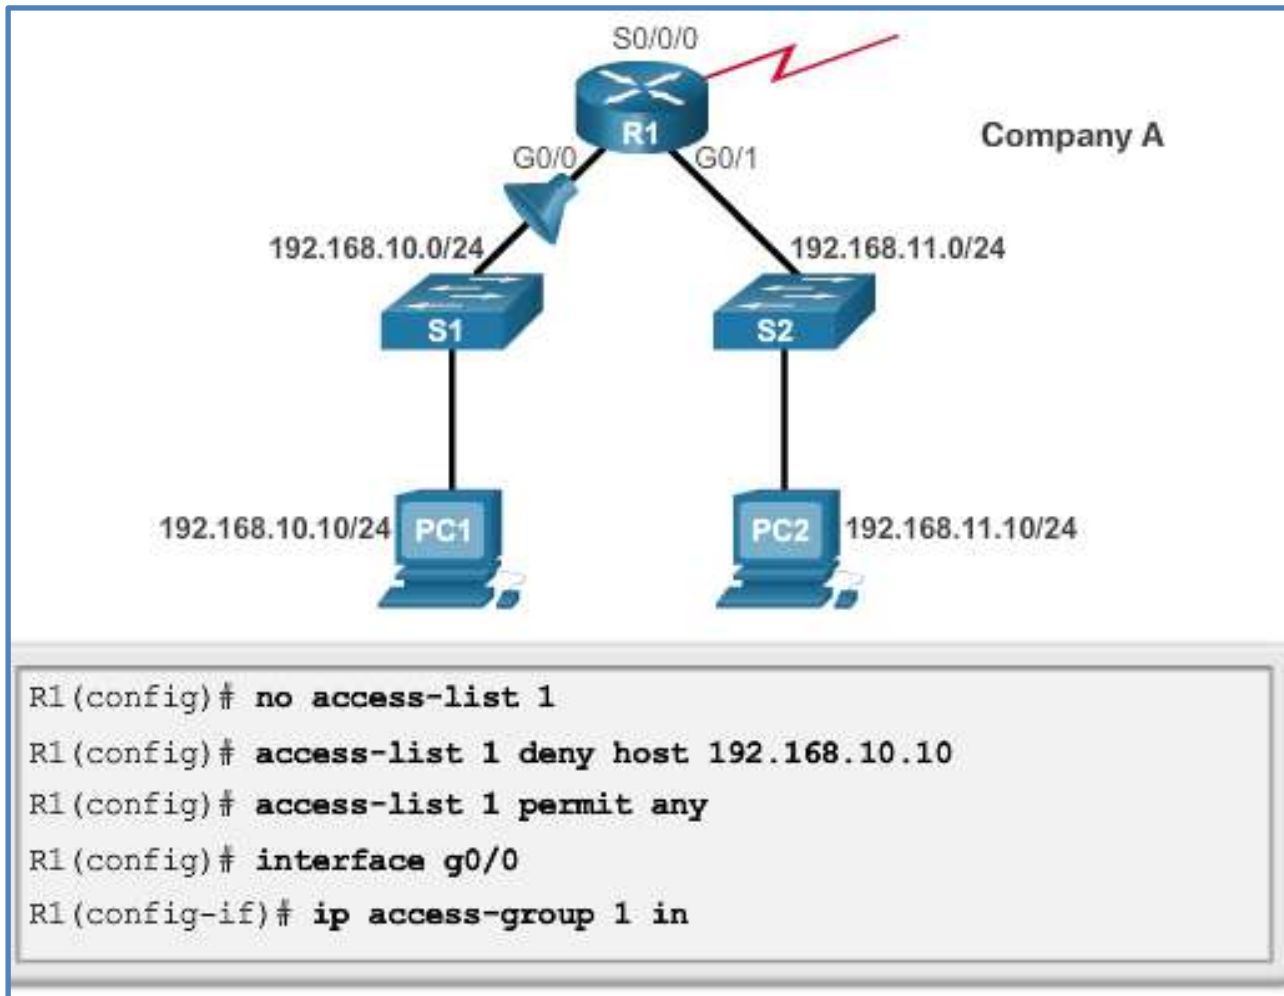 S0/0/0
R1
Company A
G0/0
G0/1
192.168.10.0/24
192.168.11.0/24
S1
S2
192.168.10.10/24
PC1
PC2
192.168.11.10/24
R1(config)# no access-list 1
R1(config)# access-list 1 deny host 192.168.10.10
R1(config)# access-list 1 permit any
R1(config)# interface g0/0
R1(config-if)# ip access-group 1 in